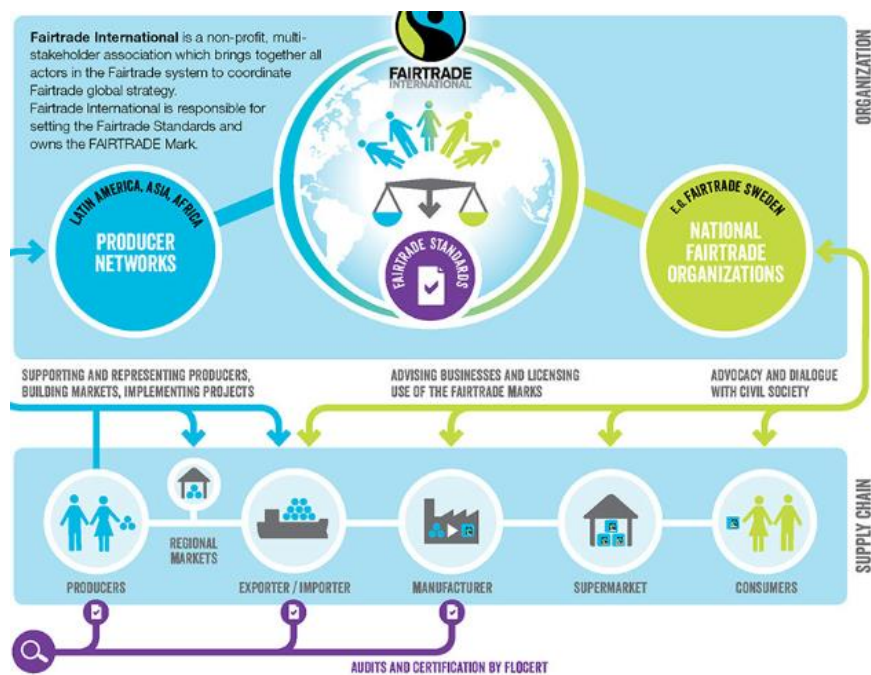 Fairtrade International is a non-profit, multi-
stakeholder association which brings together all
actors in the Fairtrade system to coordinate
Fairtrade global strategy.
Fairtrade International is responsible for
setting the Fairtrade Standards and
owns the FAIRTRADE Mark.
FAIRTRADE
INTERNATIONAL
ORGANIZATION
LATIN AMERICA, ASIA, AFRICA
PRODUCER
NETWORKS
FAIRTRADE STANDARDS
E.G. FAIRTRADE SWEDEN
NATIONAL
FAIRTRADE
ORGANIZATIONS
SUPPORTING AND REPRESENTING PRODUCERS,
BUILDING MARKETS, IMPLEMENTING PROJECTS
ADVISING BUSINESSES AND LICENSING
USE OF THE FAIRTRADE MARKS
ADVOCACY AND DIALOGUE
WITH CIVIL SOCIETY
SUPPLY CHAIN
PRODUCERS
REGIONAL
MARKETS
EXPORTER / IMPORTER
MANUFACTURER
SUPERMARKET
CONSUMERS
AUDITS AND CERTIFICATION BY FLOCERT